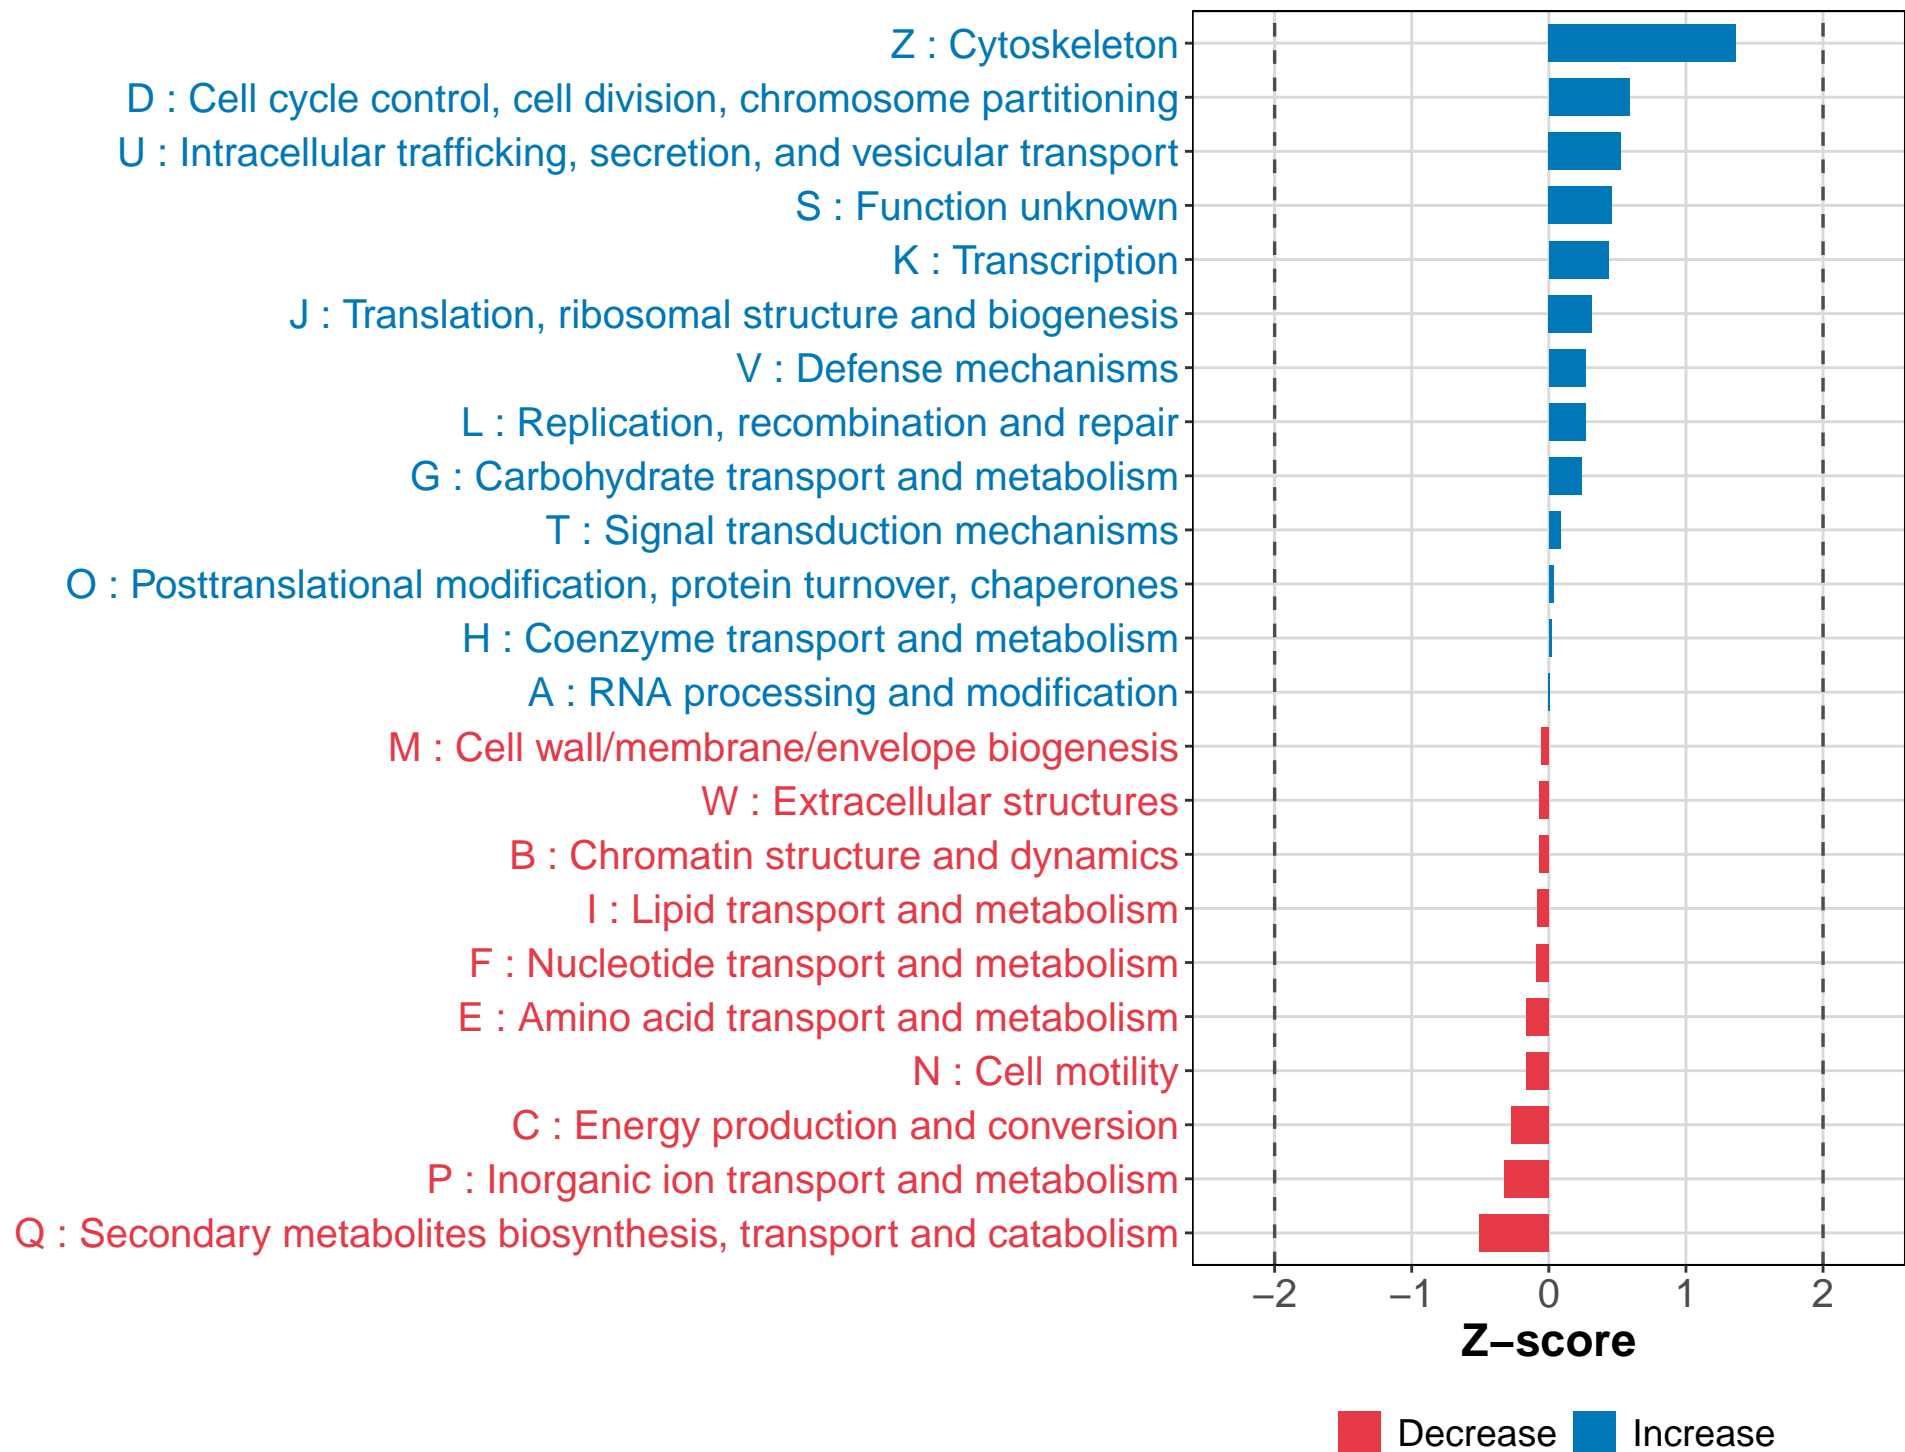 Z : Cytoskeleton
D : Cell cycle control, cell division, chromosome partitioning
U : Intracellular trafficking, secretion, and vesicular transport
S : Function unknown
K : Transcription
J : Translation, ribosomal structure and biogenesis
V : Defense mechanisms
L : Replication, recombination and repair
G : Carbohydrate transport and metabolism
T : Signal transduction mechanisms
O : Posttranslational modification, protein turnover, chaperones
H : Coenzyme transport and metabolism
A : RNA processing and modification
M : Cell wall/membrane/envelope biogenesis
W : Extracellular structures
B : Chromatin structure and dynamics
I : Lipid transport and metabolism
F : Nucleotide transport and metabolism
E : Amino acid transport and metabolism
N : Cell motility
C : Energy production and conversion
P : Inorganic ion transport and metabolism
Q : Secondary metabolites biosynthesis, transport and catabolism
−2 −1 0 1 2
Z−score
Decrease Increase